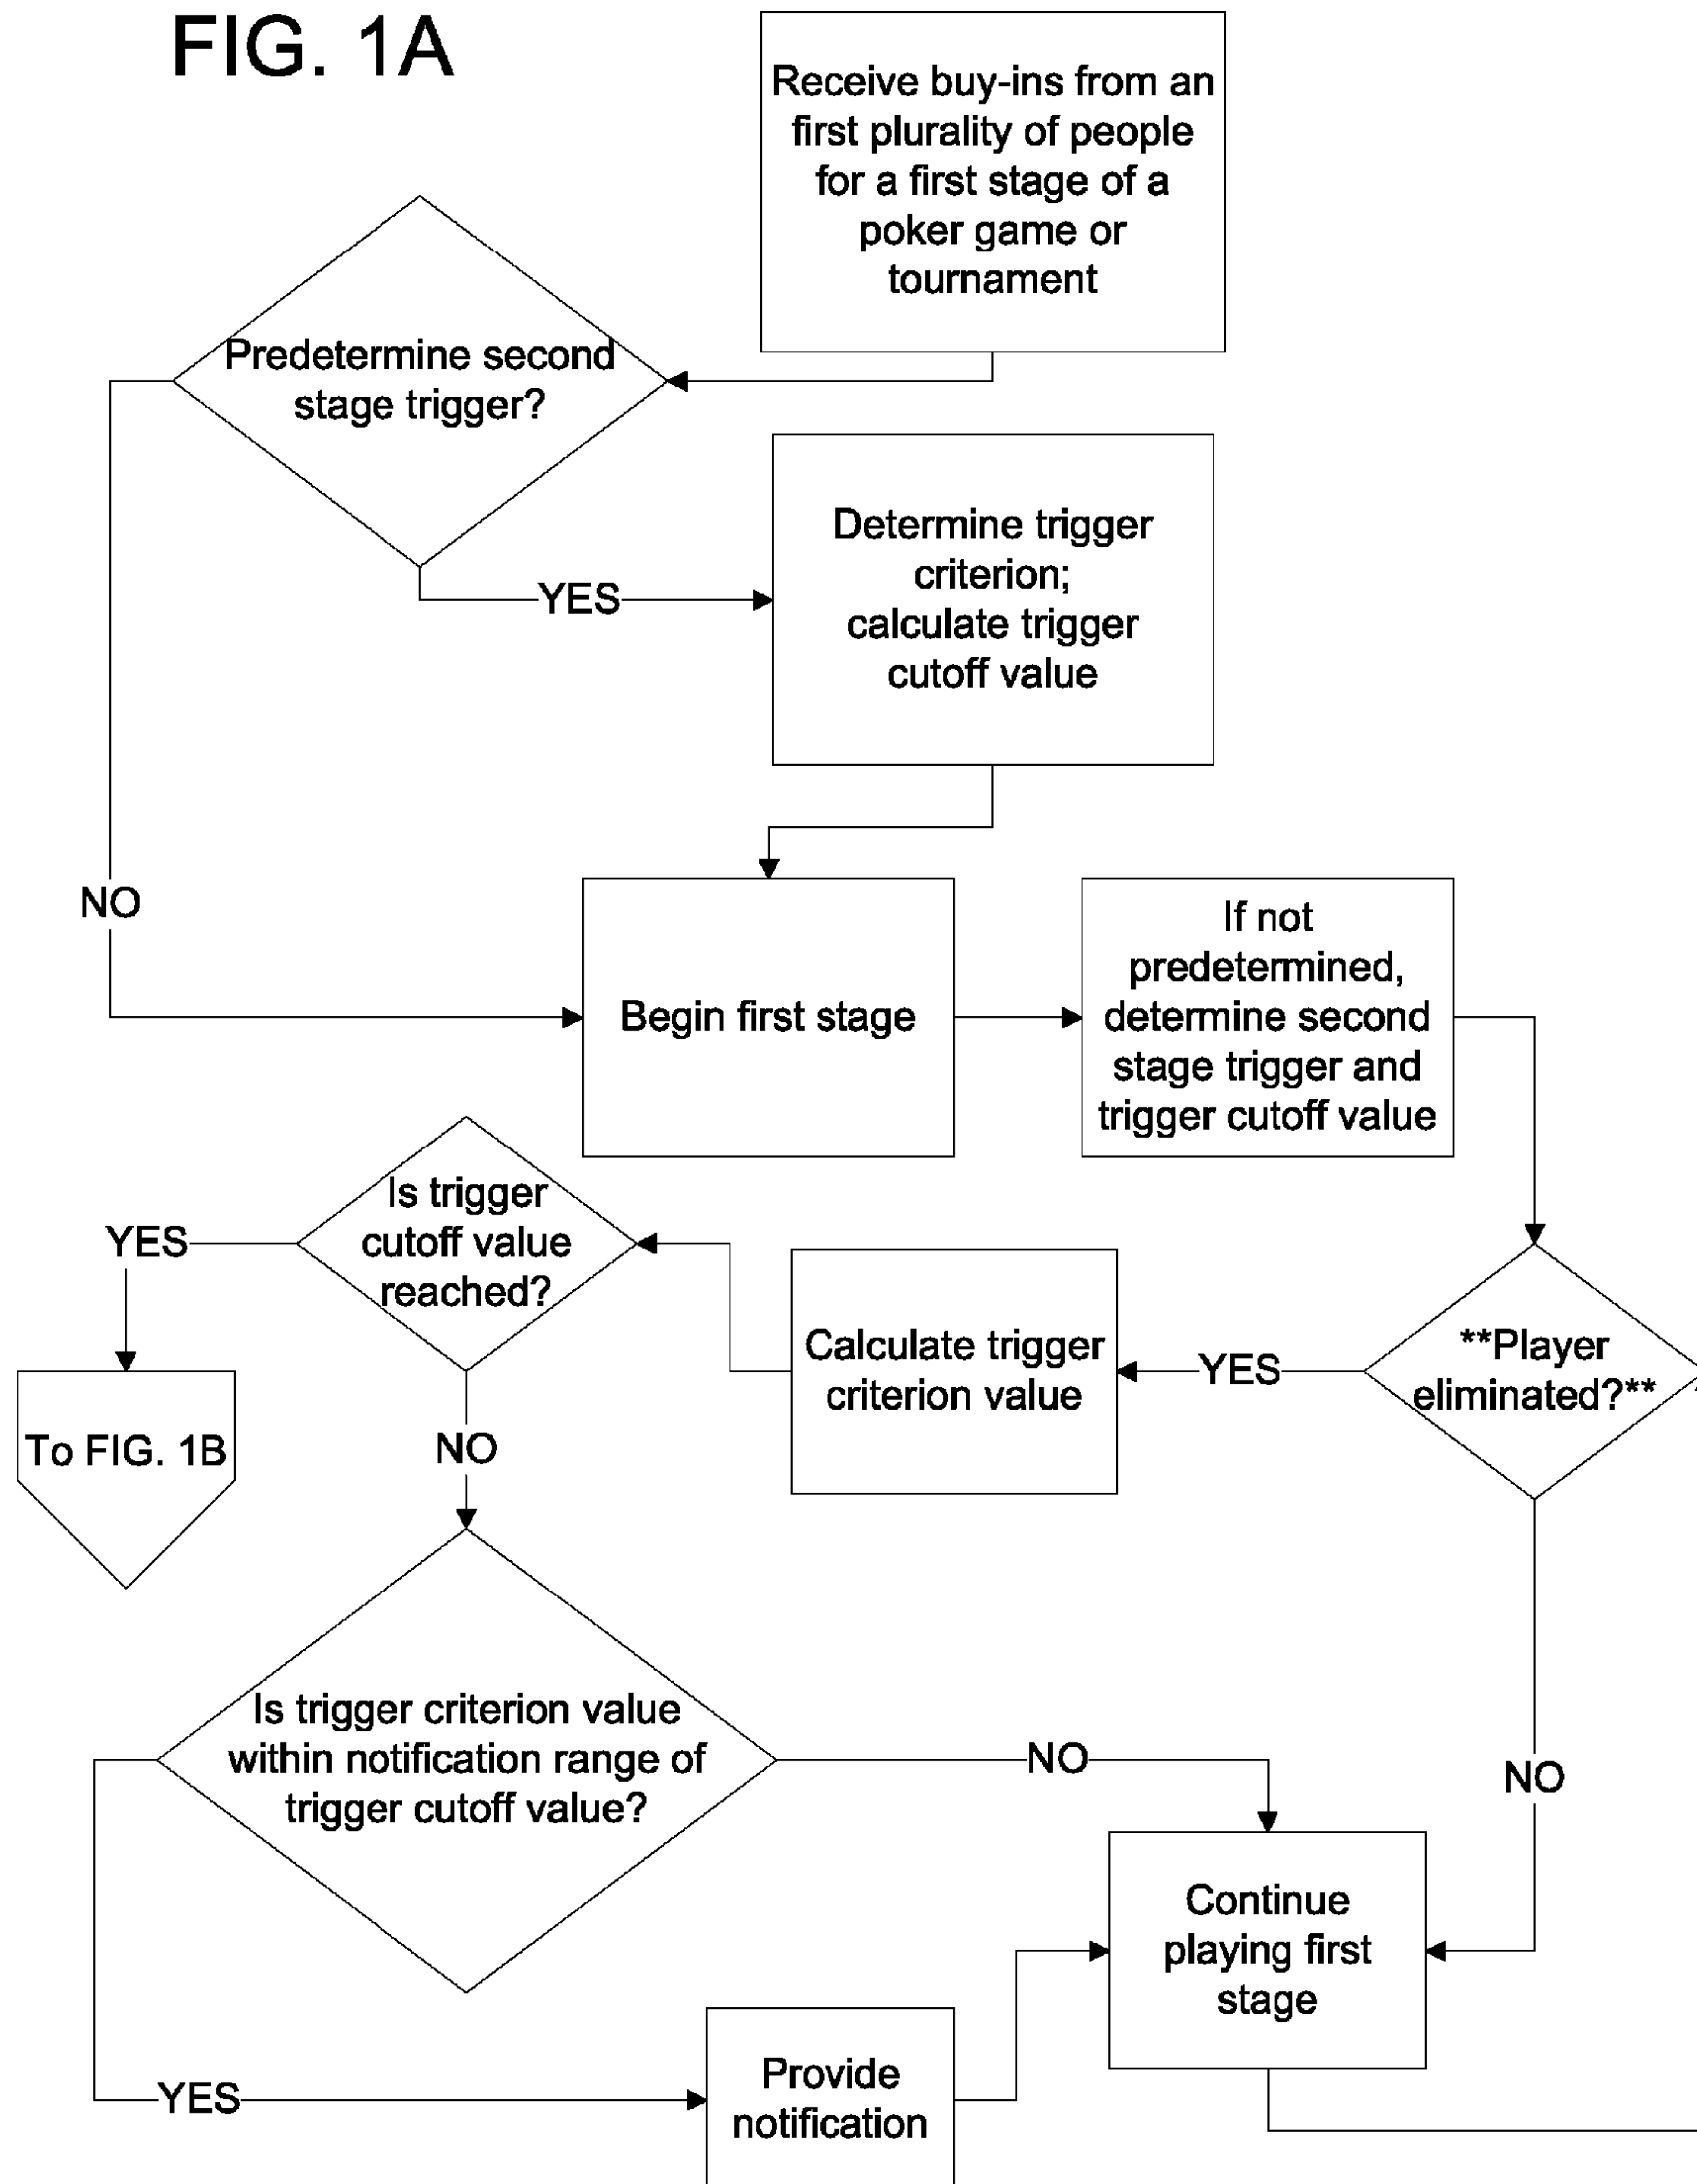 FIG. 1A
Receive buy-ins from an
first plurality of people
for a first stage of a
poker game or
tournament
Predetermine second
stage trigger?
YES
Determine trigger
criterion;
calculate trigger
cutoff value
NO
Begin first stage
If not
predetermined,
determine second
stage trigger and
trigger cutoff value
**Player
eliminated?**
YES
Calculate trigger
criterion value
Is trigger
cutoff value
reached?
YES
To FIG. 1B
NO
Is trigger criterion value
within notification range of
trigger cutoff value?
NO
NO
Continue
playing first
stage
YES
Provide
notification